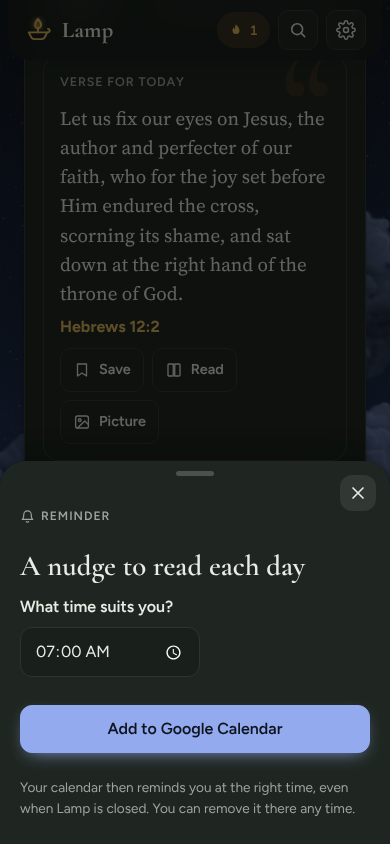 Lamp
1
VERSE FOR TODAY
Let us fix our eyes on Jesus, the
author and perfecter of our
faith, who for the joy set before
Him endured the cross,
scorning its shame, and sat
down at the right hand of the
throne of God.
Hebrews 12:2
Save
Read
Picture
REMINDER
A nudge to read each day
What time suits you?
07:00 AM
Add to Google Calendar
Your calendar then reminds you at the right time, even
when Lamp is closed. You can remove it there any time.